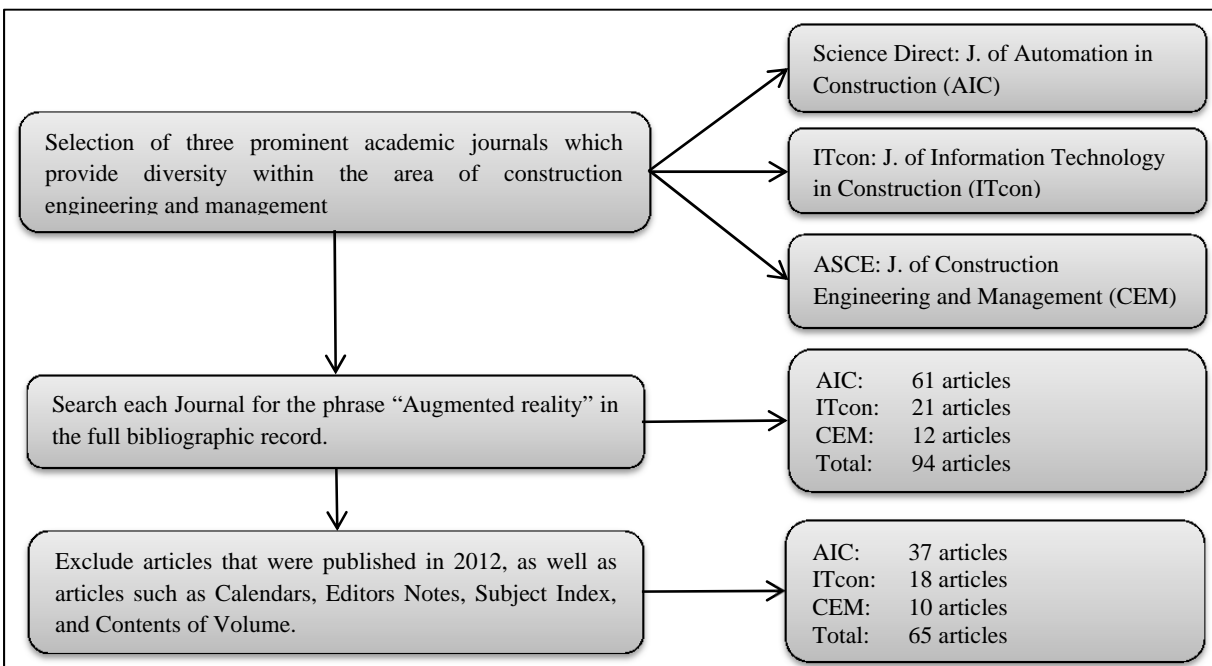 Selection of three prominent academic journals which
provide diversity within the area of construction
engineering and management
Science Direct: J. of Automation in
Construction (AIC)
ITcon: J. of Information Technology
in Construction (ITcon)
ASCE: J. of Construction
Engineering and Management (CEM)
Search each Journal for the phrase “Augmented reality” in
the full bibliographic record.
AIC: 61 articles
ITcon: 21 articles
CEM: 12 articles
Total: 94 articles
Exclude articles that were published in 2012, as well as
articles such as Calendars, Editors Notes, Subject Index,
and Contents of Volume.
AIC: 37 articles
ITcon: 18 articles
CEM: 10 articles
Total: 65 articles